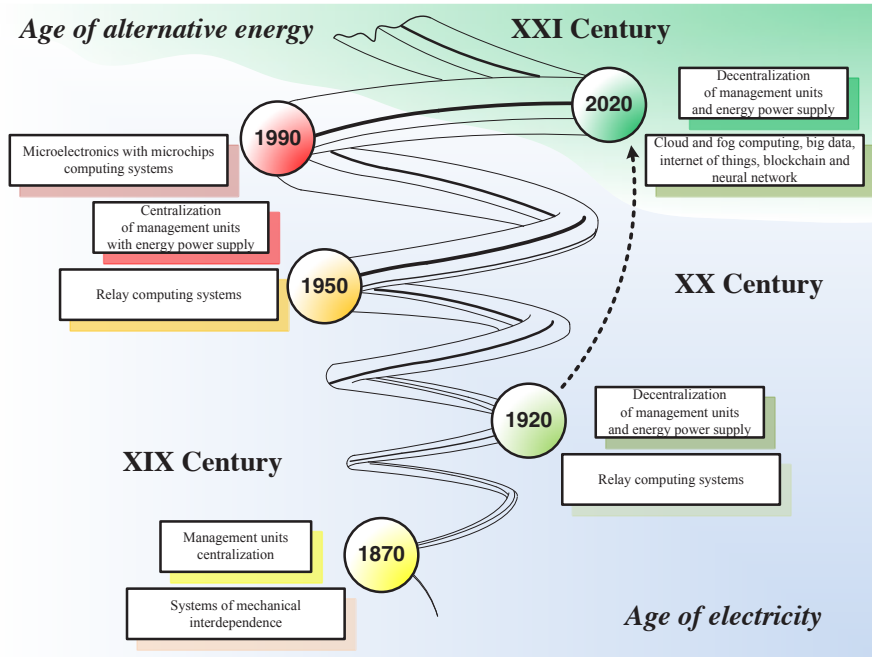 Age of alternative energy
XXI Century
2020
Decentralization
of management units
and energy power supply
Cloud and fog computing, big data,
internet of things, blockchain and
neural network
1990
Microelectronics with microchips
computing systems
Centralization
of management units
with energy power supply
1950
Relay computing systems
XX Century
1920
Decentralization
of management units
and energy power supply
Relay computing systems
XIX Century
1870
Management units
centralization
Systems of mechanical
interdependence
Age of electricity